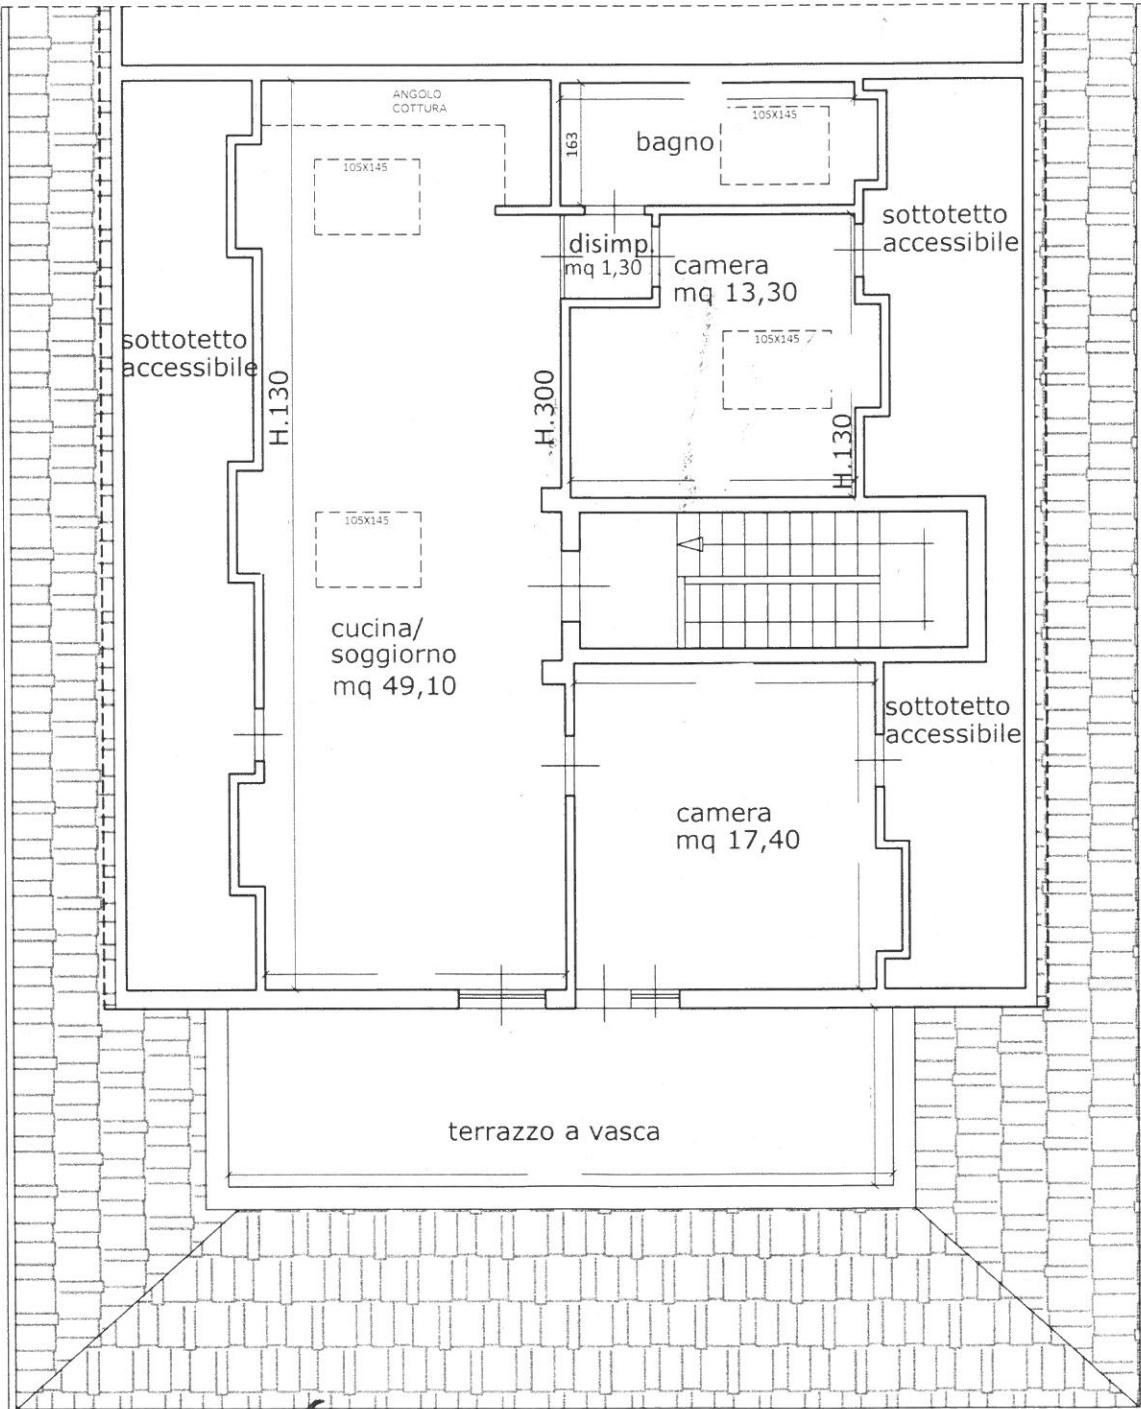 ANGOLO
COTTURA
105X145
163
bagno
105X145
sottotetto
accessibile
disimp.
mq 1,30
camera
mq 13,30
105X145
sottotetto
accessibile
H.130
H.300
H.130
105X145
cucina/
soggiorno
mq 49,10
sottotetto
accessibile
camera
mq 17,40
terrazzo a vasca